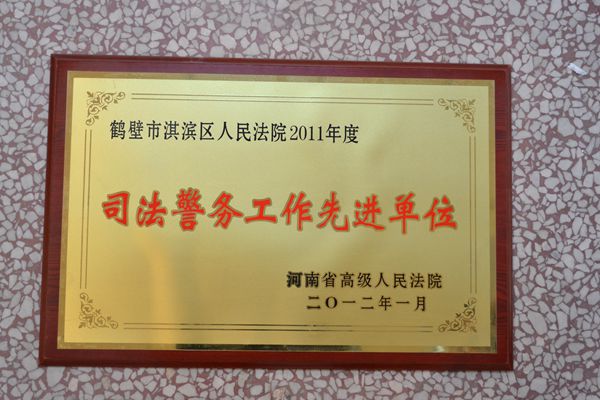 鹤壁市淇滨区人民法院2011年度
司法警务工作先进单位
河南省高级人民法院
二〇一二年一月